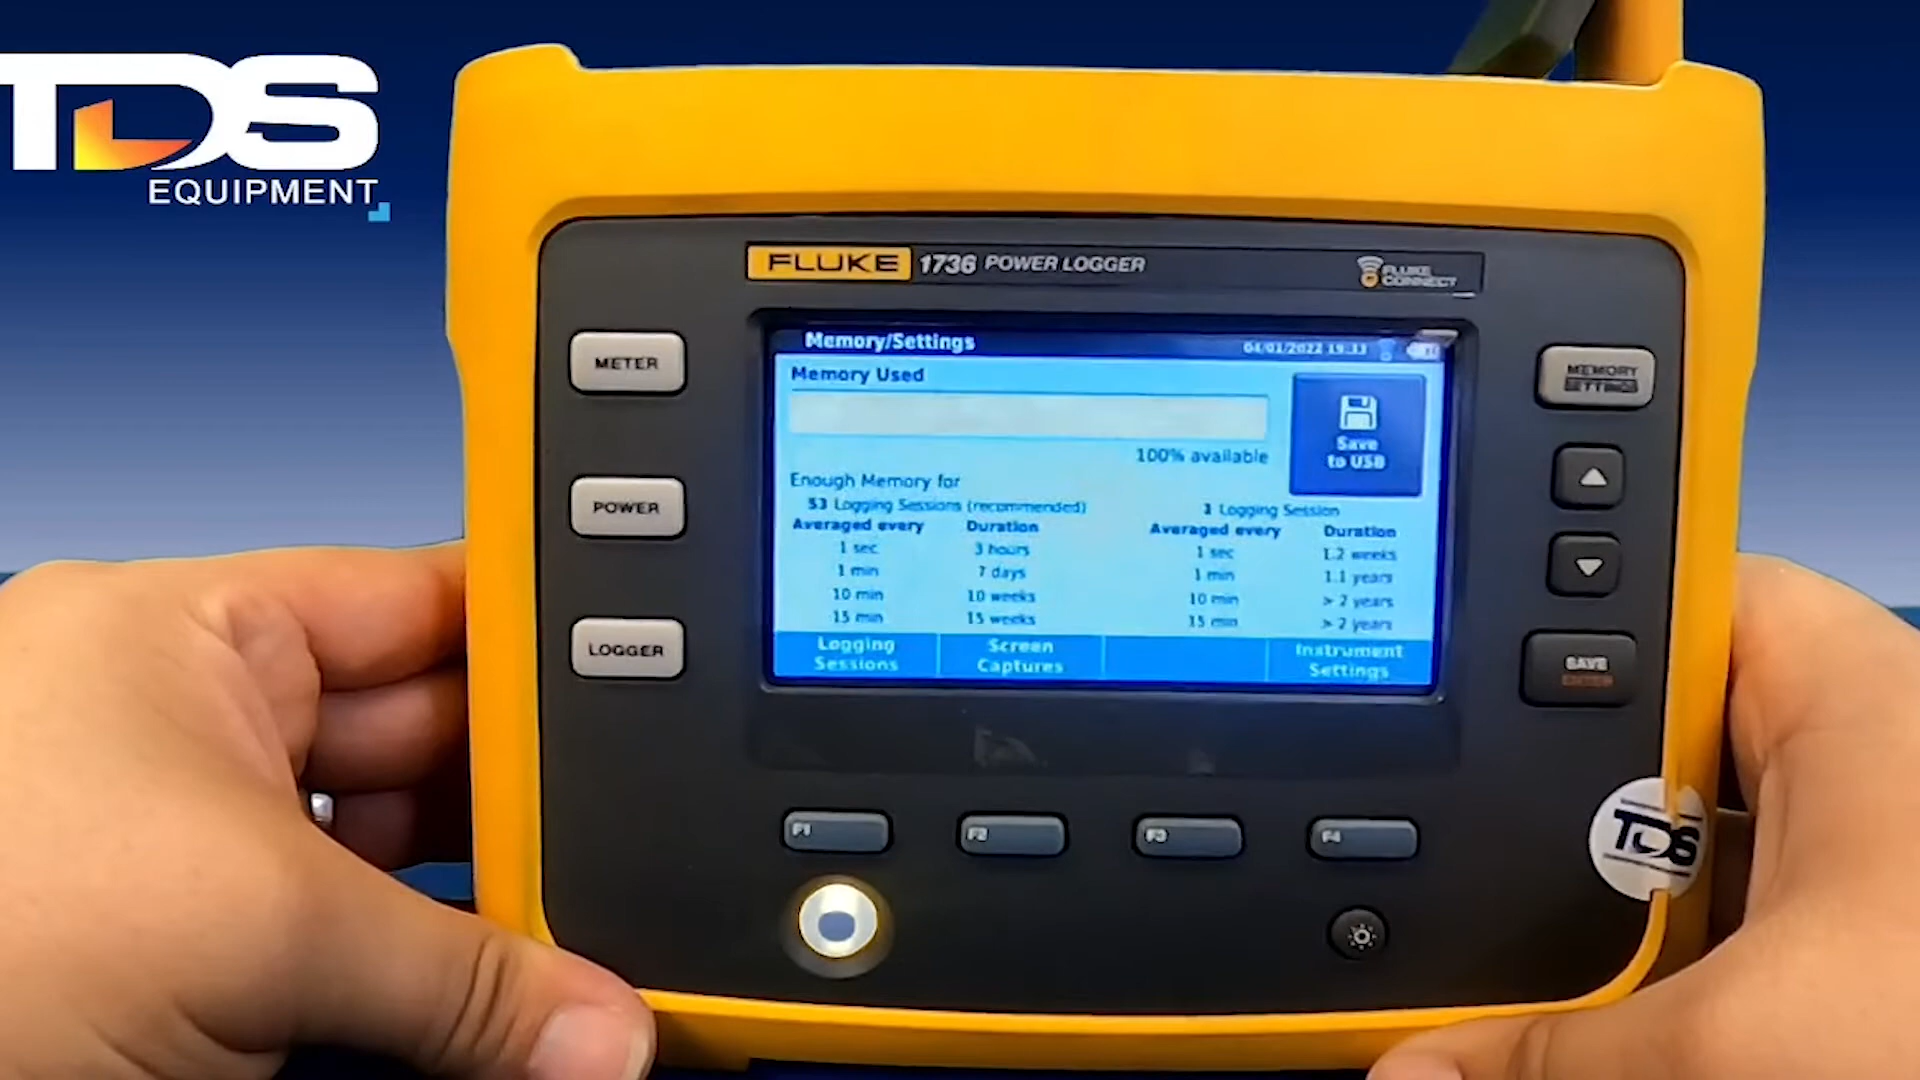 TDS
EQUIPMENT
FLUKE 1736 POWER LOGGER
FLUKE
CONNECT
METER
POWER
LOGGER
Memory/Settings
04/01/2022 19:33
Memory Used
100% available
Save
to USB
Enough Memory for
53 Logging Sessions (recommended)
Averaged every Duration
1 sec 3 hours
1 min 7 days
10 min 10 weeks
15 min 15 weeks
1 Logging Session
Averaged every Duration
1 sec 1.2 weeks
1 min 1.1 years
10 min > 2 years
15 min > 2 years
Logging
Sessions
Screen
Captures
Instrument
Settings
MEMORY
SETTINGS
SAVE
ENTER
F1
F2
F3
F4
TDS